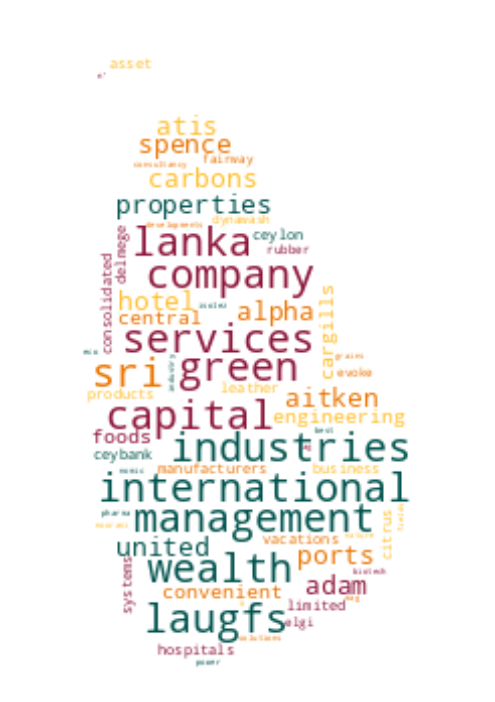 asset
atis
spence
fairway
consultancy
carbons
properties
dynawash
developments
lanka
ceylon
delmege
rubber
consolidated
company
hotel
central
alpha
cargills
services
sri
green
industry
grains
evoke
leather
products
aitken
capital
engineering
foods
best
industries
ceybank
manufacturers
business
international
pharma
management
citrus
united
vacations
ports
wealth
biotech
systems
convenient
adam
limited
laugfs
elgi
solutions
hospitals
power